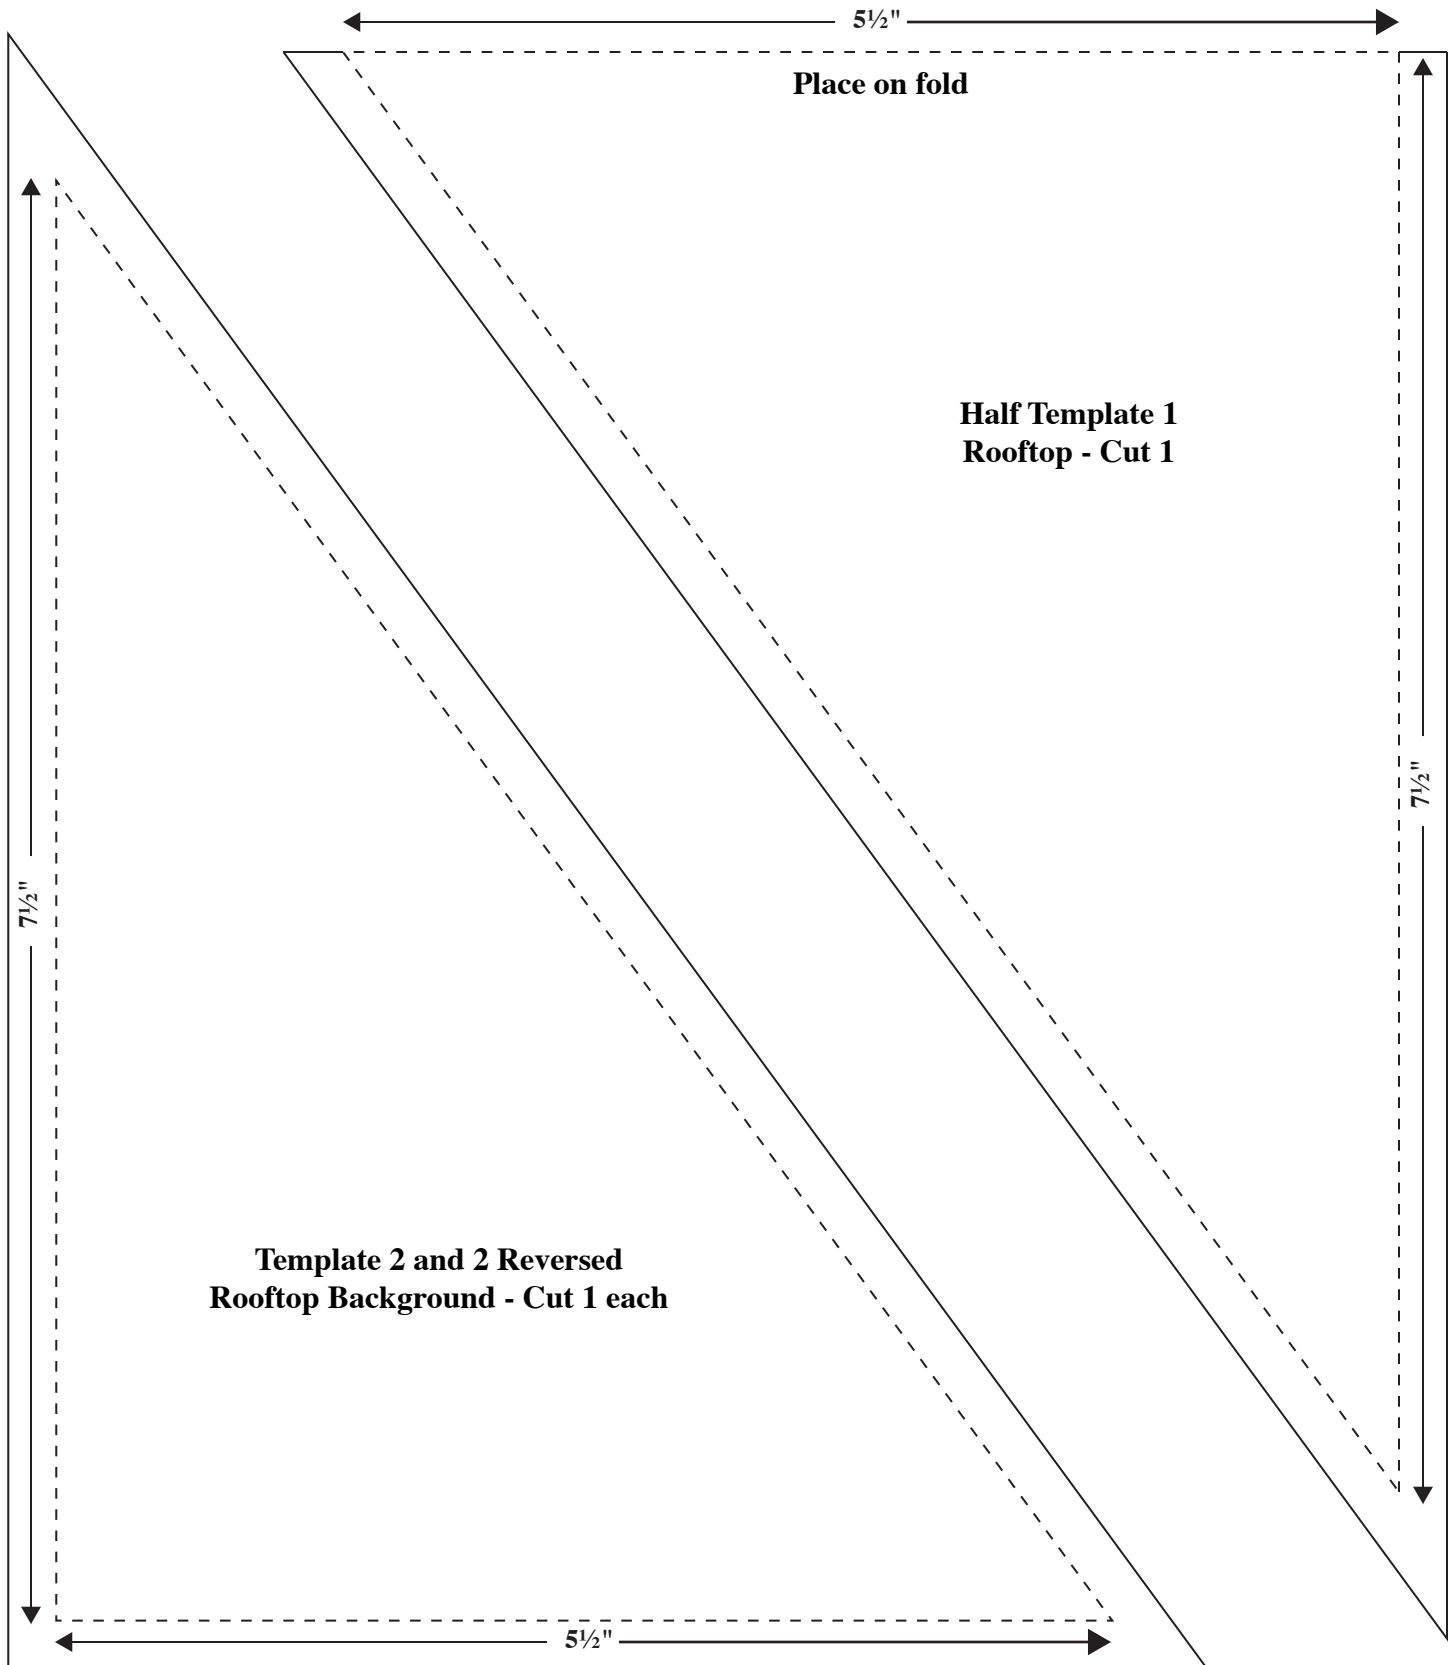 5½"
Place on fold
Half Template 1
Rooftop - Cut 1
7½"
7½"
Template 2 and 2 Reversed
Rooftop Background - Cut 1 each
5½"